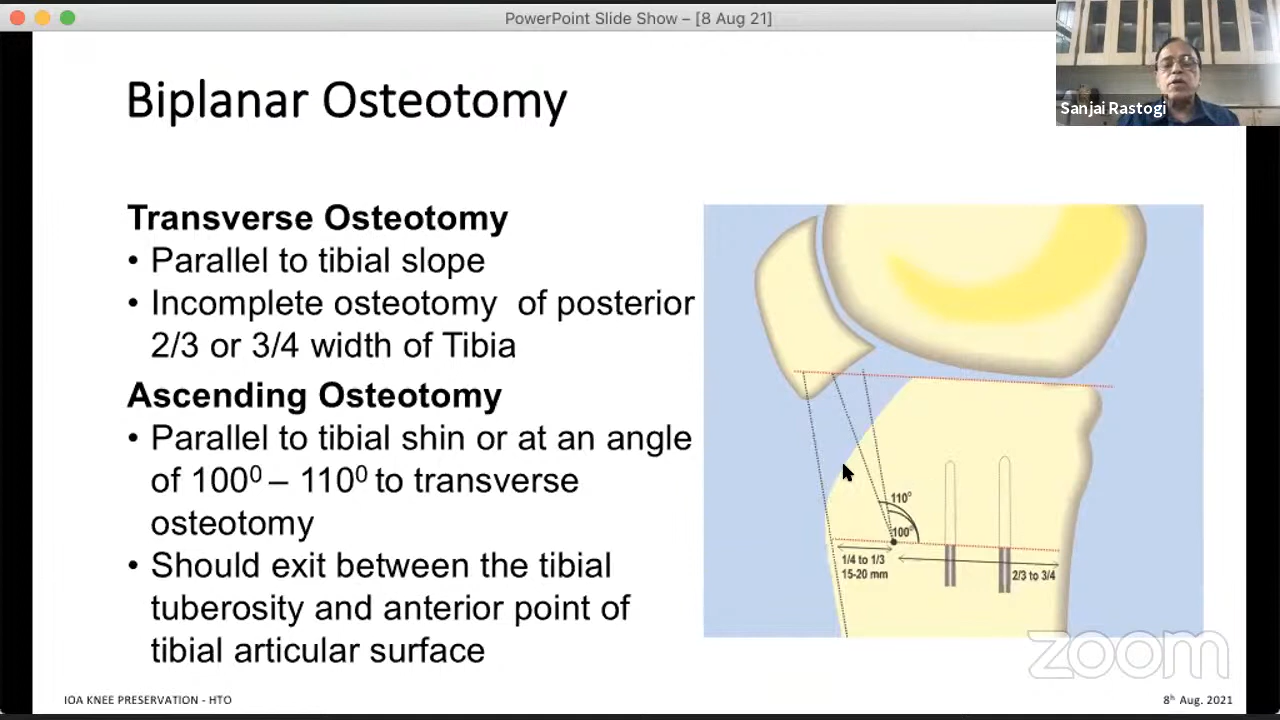 PowerPoint Slide Show – [8 Aug 21]
Sanjai Rastogi
Biplanar Osteotomy
Transverse Osteotomy
• Parallel to tibial slope
• Incomplete osteotomy of posterior
2/3 or 3/4 width of Tibia
Ascending Osteotomy
• Parallel to tibial shin or at an angle
of 100⁰ – 110⁰ to transverse
osteotomy
• Should exit between the tibial
tuberosity and anterior point of
tibial articular surface
110°
100°
1/4 to 1/3
15-20 mm
2/3 to 3/4
zoom
IOA KNEE PRESERVATION - HTO
8ʰ Aug. 2021